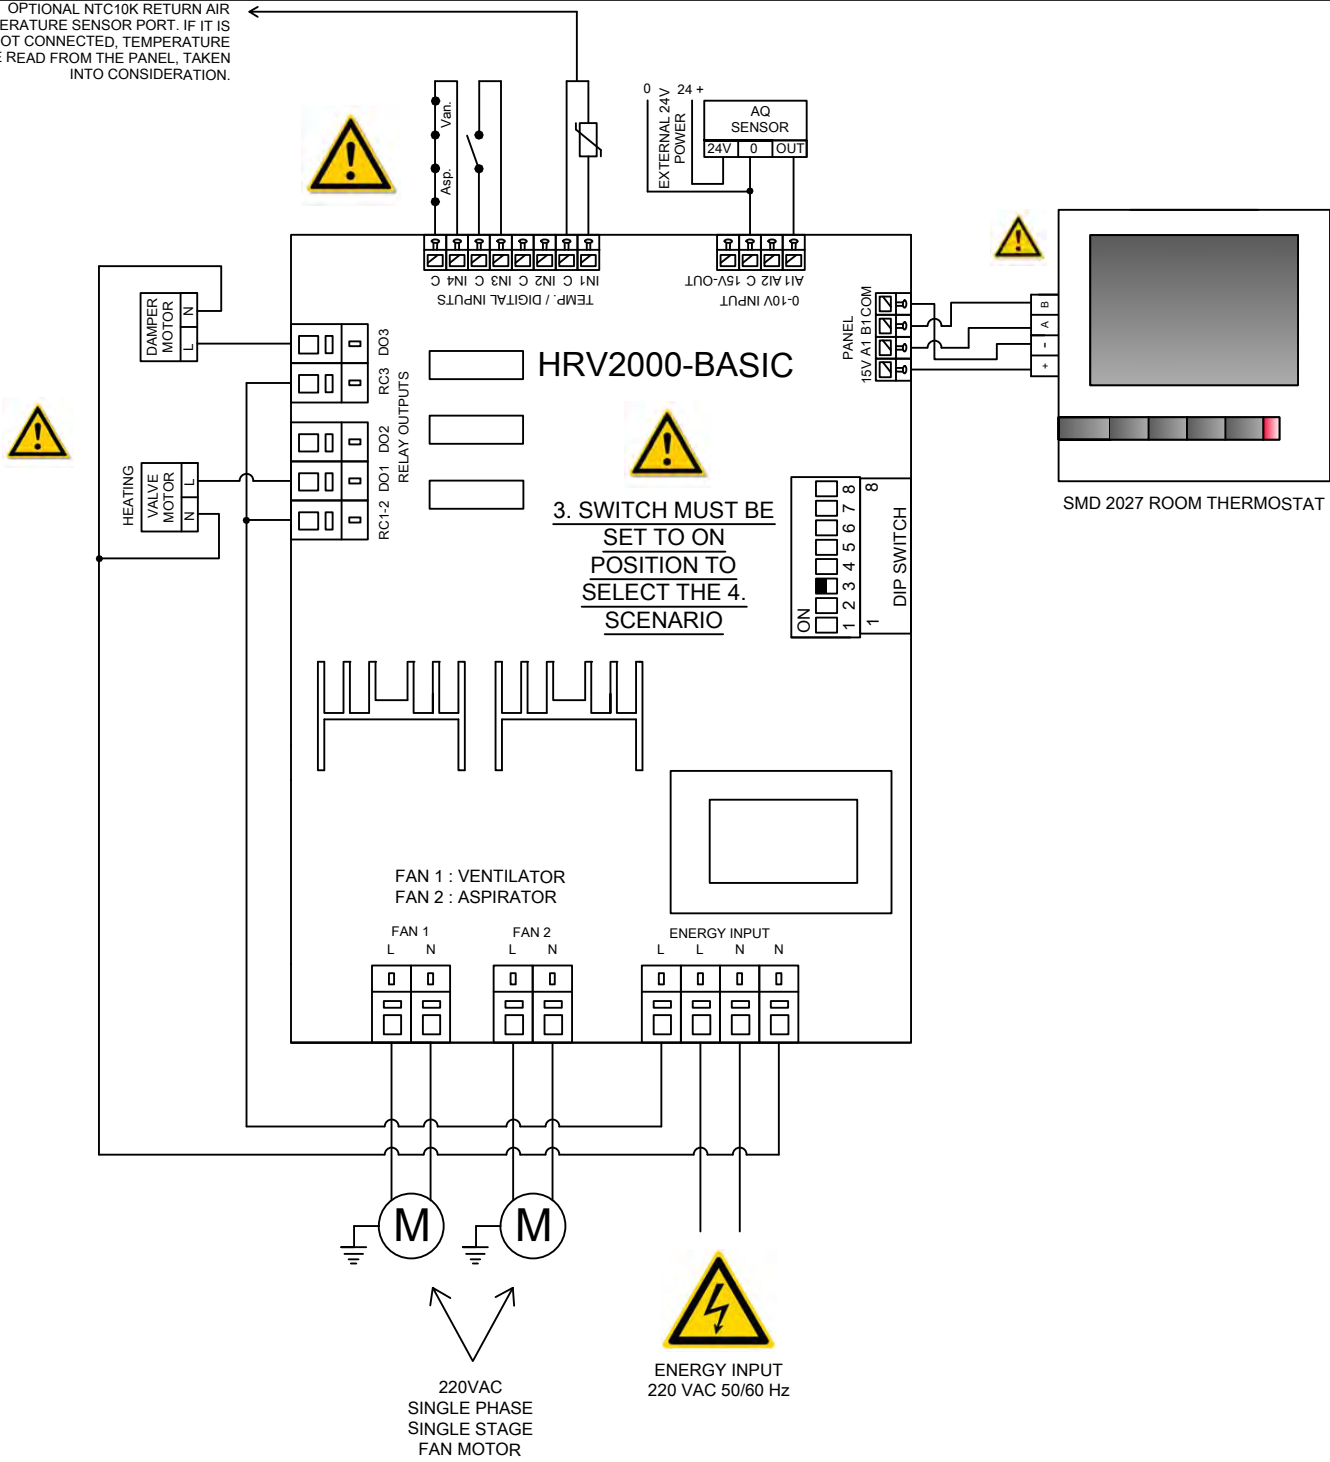 OPTIONAL NTC10K RETURN AIR
ERATURE SENSOR PORT. IF IT IS
OT CONNECTED, TEMPERATURE
E READ FROM THE PANEL, TAKEN
INTO CONSIDERATION.
Van.
Asp.
0
24 +
EXTERNAL 24V
POWER
AQ
SENSOR
24V 0 OUT
C IN4 C IN3 C IN2 C IN1
TEMP. / DIGITAL INPUTS
15V-OUT C AI2 AI1
0-10V INPUT
DAMPER
MOTOR
N
L
DO3
RC3
DO2
DO1
RC1-2
RELAY OUTPUTS
HEATING
VALVE
MOTOR
L
N
HRV2000-BASIC
PANEL
15V A1 B1 COM
B
A
-
+
SMD 2027 ROOM THERMOSTAT
3. SWITCH MUST BE
SET TO ON
POSITION TO
SELECT THE 4.
SCENARIO
ON
1 2 3 4 5 6 7 8
1
8
DIP SWITCH
FAN 1 : VENTILATOR
FAN 2 : ASPIRATOR
FAN 1
L N
FAN 2
L N
ENERGY INPUT
L L N N
M
M
220VAC
SINGLE PHASE
SINGLE STAGE
FAN MOTOR
ENERGY INPUT
220 VAC 50/60 Hz